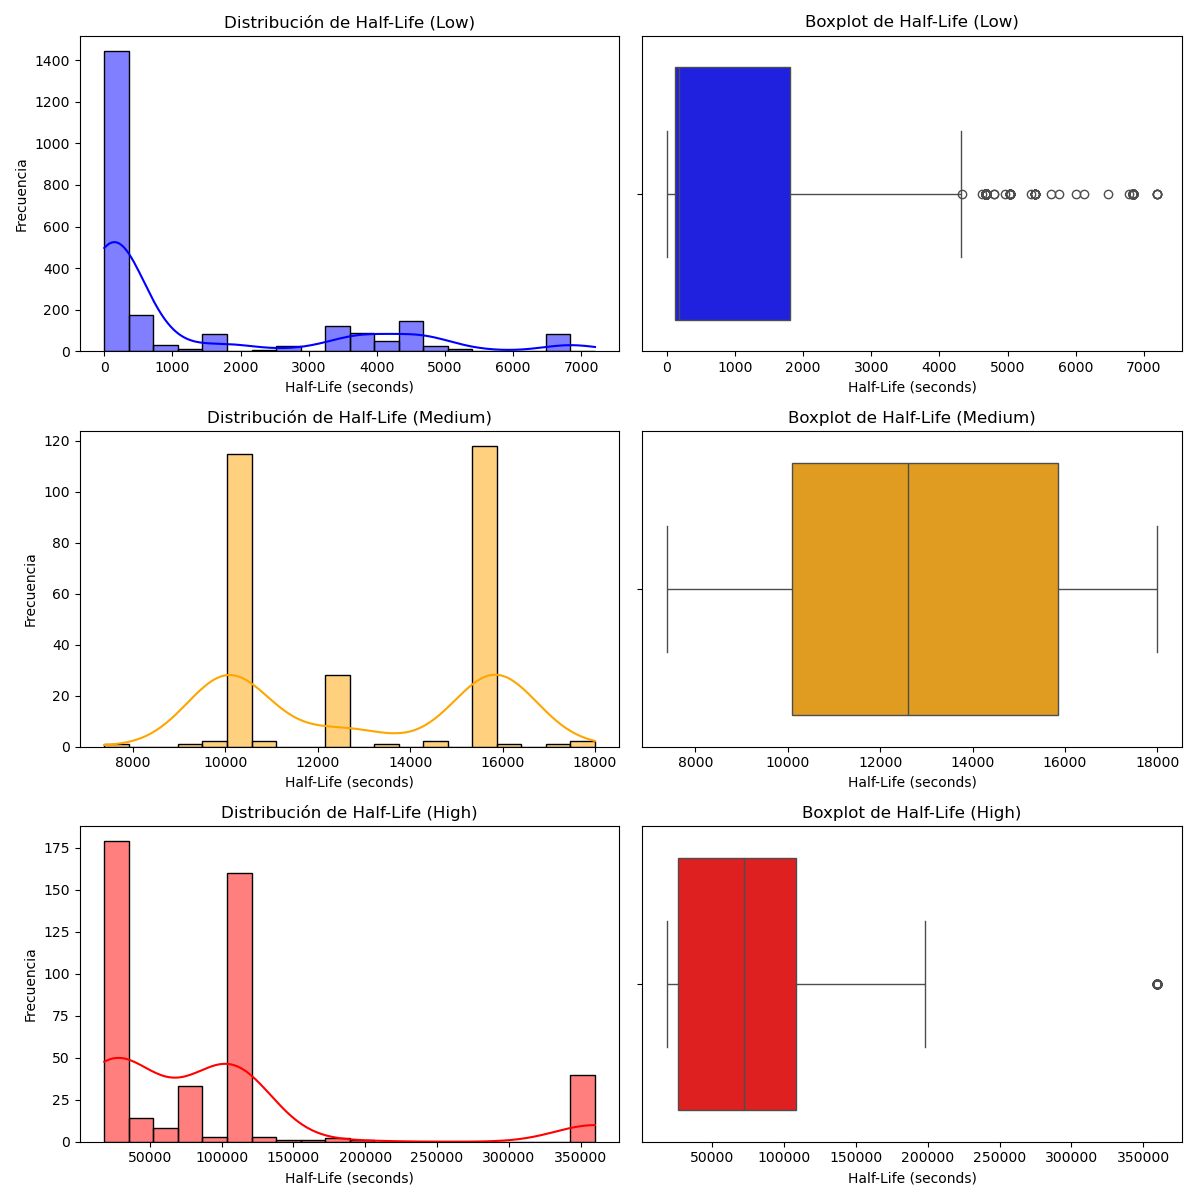 Distribución de Half-Life (Low)
Frecuencia
1400
1200
1000
800
600
400
200
0
0 1000 2000 3000 4000 5000 6000 7000
Half-Life (seconds)
Boxplot de Half-Life (Low)
0 1000 2000 3000 4000 5000 6000 7000
Half-Life (seconds)
Distribución de Half-Life (Medium)
Frecuencia
120
100
80
60
40
20
0
8000 10000 12000 14000 16000 18000
Half-Life (seconds)
Boxplot de Half-Life (Medium)
8000 10000 12000 14000 16000 18000
Half-Life (seconds)
Distribución de Half-Life (High)
Frecuencia
175
150
125
100
75
50
25
0
50000 100000 150000 200000 250000 300000 350000
Half-Life (seconds)
Boxplot de Half-Life (High)
50000 100000 150000 200000 250000 300000 350000
Half-Life (seconds)